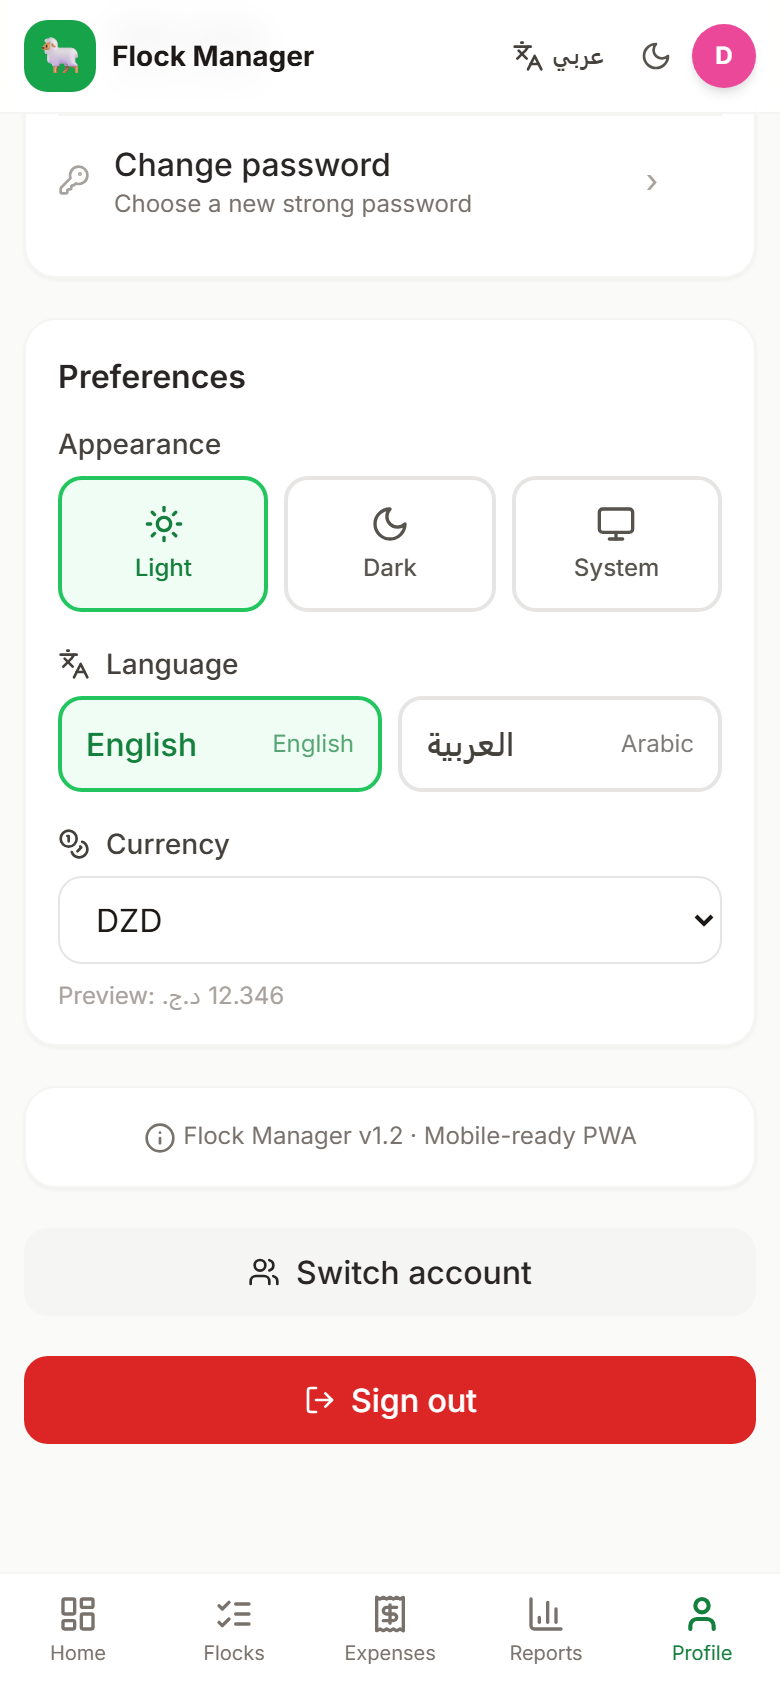 Flock Manager
عربي
D
Change password
Choose a new strong password
Preferences
Appearance
Light
Dark
System
Language
English English
العربية Arabic
Currency
DZD
Preview: د.ج.‏ 12.346
Flock Manager v1.2 · Mobile-ready PWA
Switch account
Sign out
Home
Flocks
Expenses
Reports
Profile